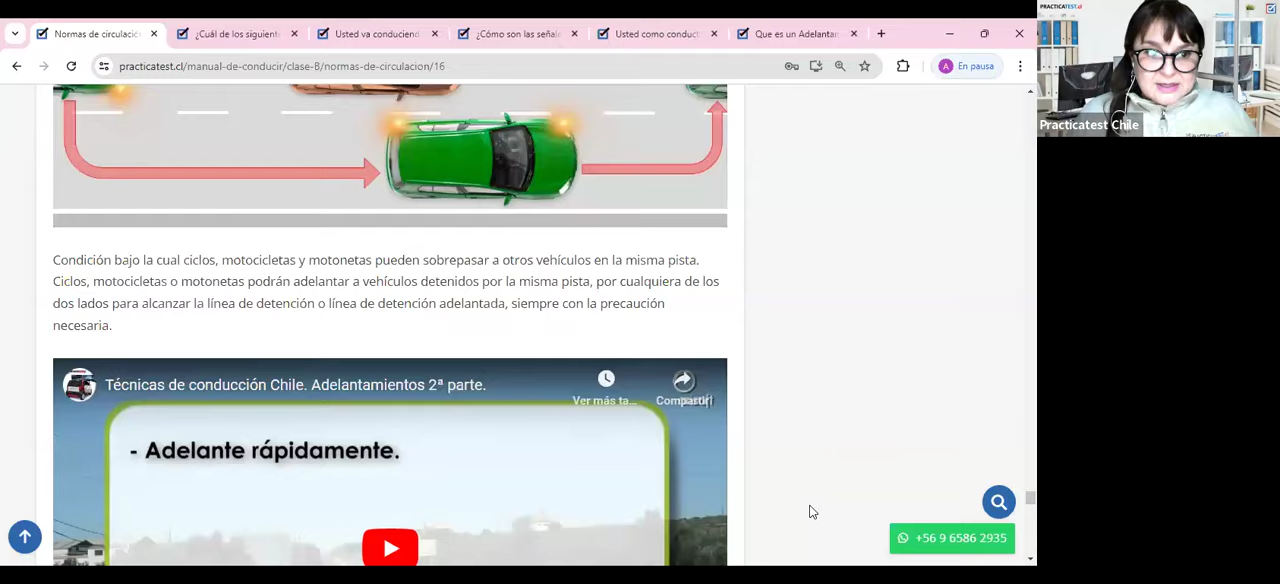 Normas de circulació
¿Cuál de los siguient
Usted va conduciend
¿Cómo son las seña
Usted como conduct
Que es un Adelantan
practicatest.cl/manual-de-conducir/clase-B/normas-de-circulacion/16
A
En pausa
PRACTICATEST.cl
Practicatest Chile
Condición bajo la cual ciclos, motocicletas y motonetas pueden sobrepasar a otros vehículos en la misma pista.
Ciclos, motocicletas o motonetas podrán adelantar a vehículos detenidos por la misma pista, por cualquiera de los
dos lados para alcanzar la línea de detención o línea de detención adelantada, siempre con la precaución
necesaria.
Técnicas de conducción Chile. Adelantamientos 2ª parte.
Ver más ta...
Compartir
- Adelante rápidamente.
+56 9 6586 2935